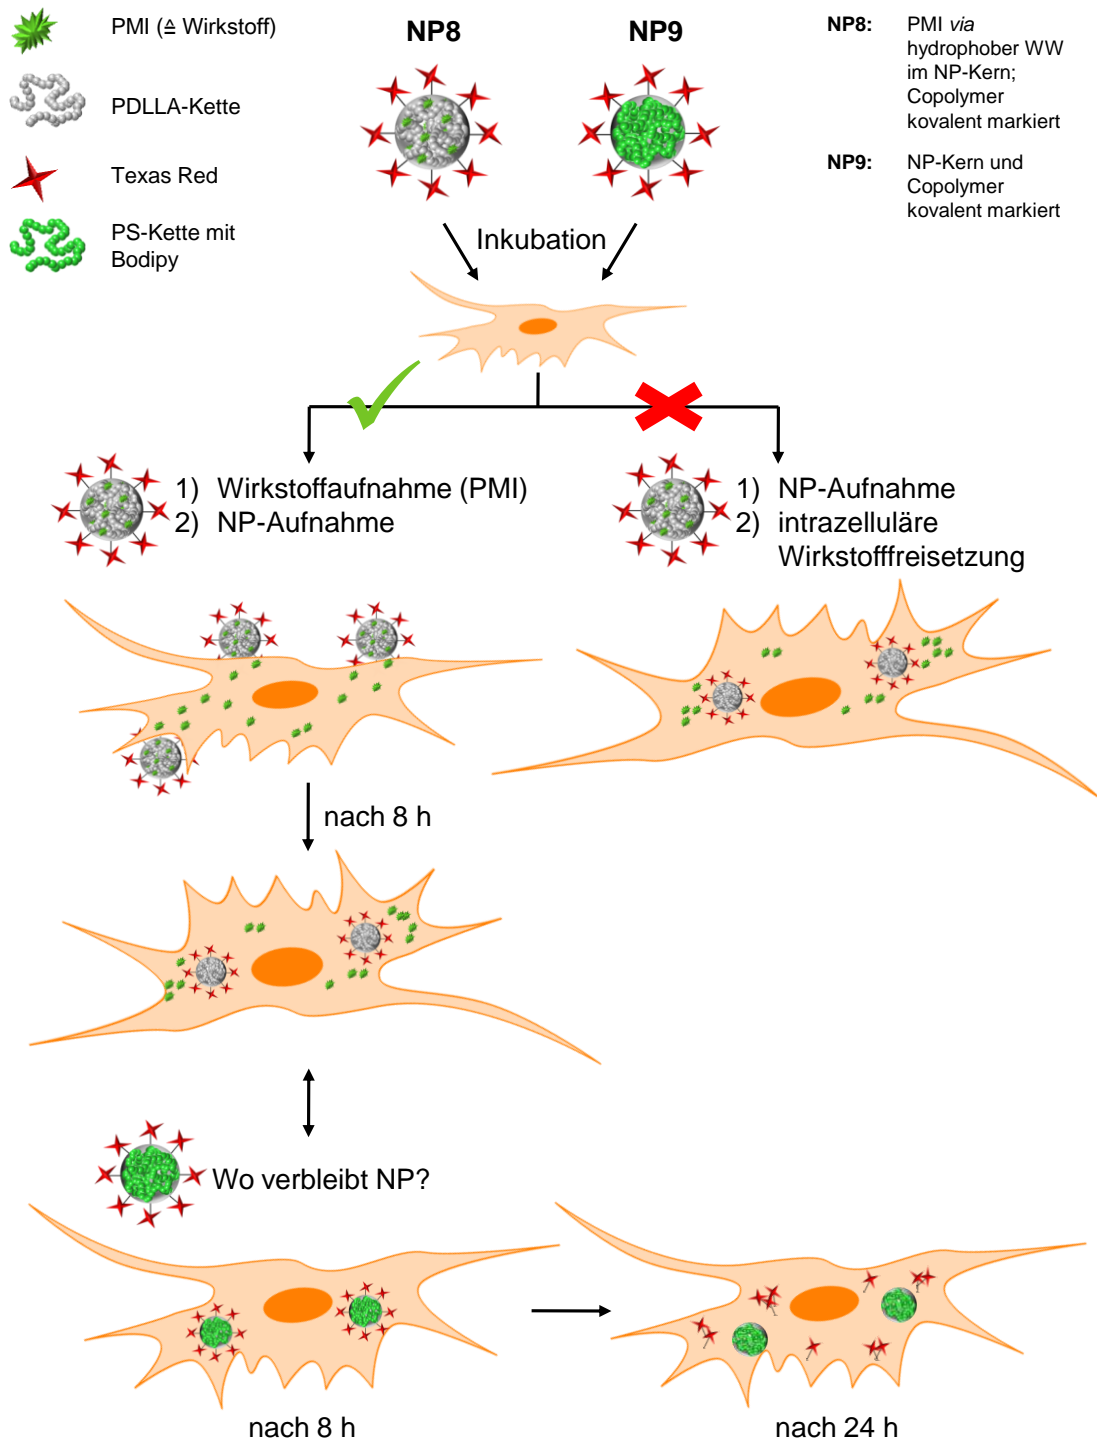 PMI (≙ Wirkstoff)
PDLLA-Kette
Texas Red
PS-Kette mit
Bodipy
NP8
NP9
NP8: PMI via
hydrophober WW
im NP-Kern;
Copolymer
kovalent markiert
NP9: NP-Kern und
Copolymer
kovalent markiert
Inkubation
1) Wirkstoffaufnahme (PMI)
2) NP-Aufnahme
1) NP-Aufnahme
2) intrazelluläre
Wirkstofffreisetzung
nach 8 h
Wo verbleibt NP?
nach 8 h
nach 24 h